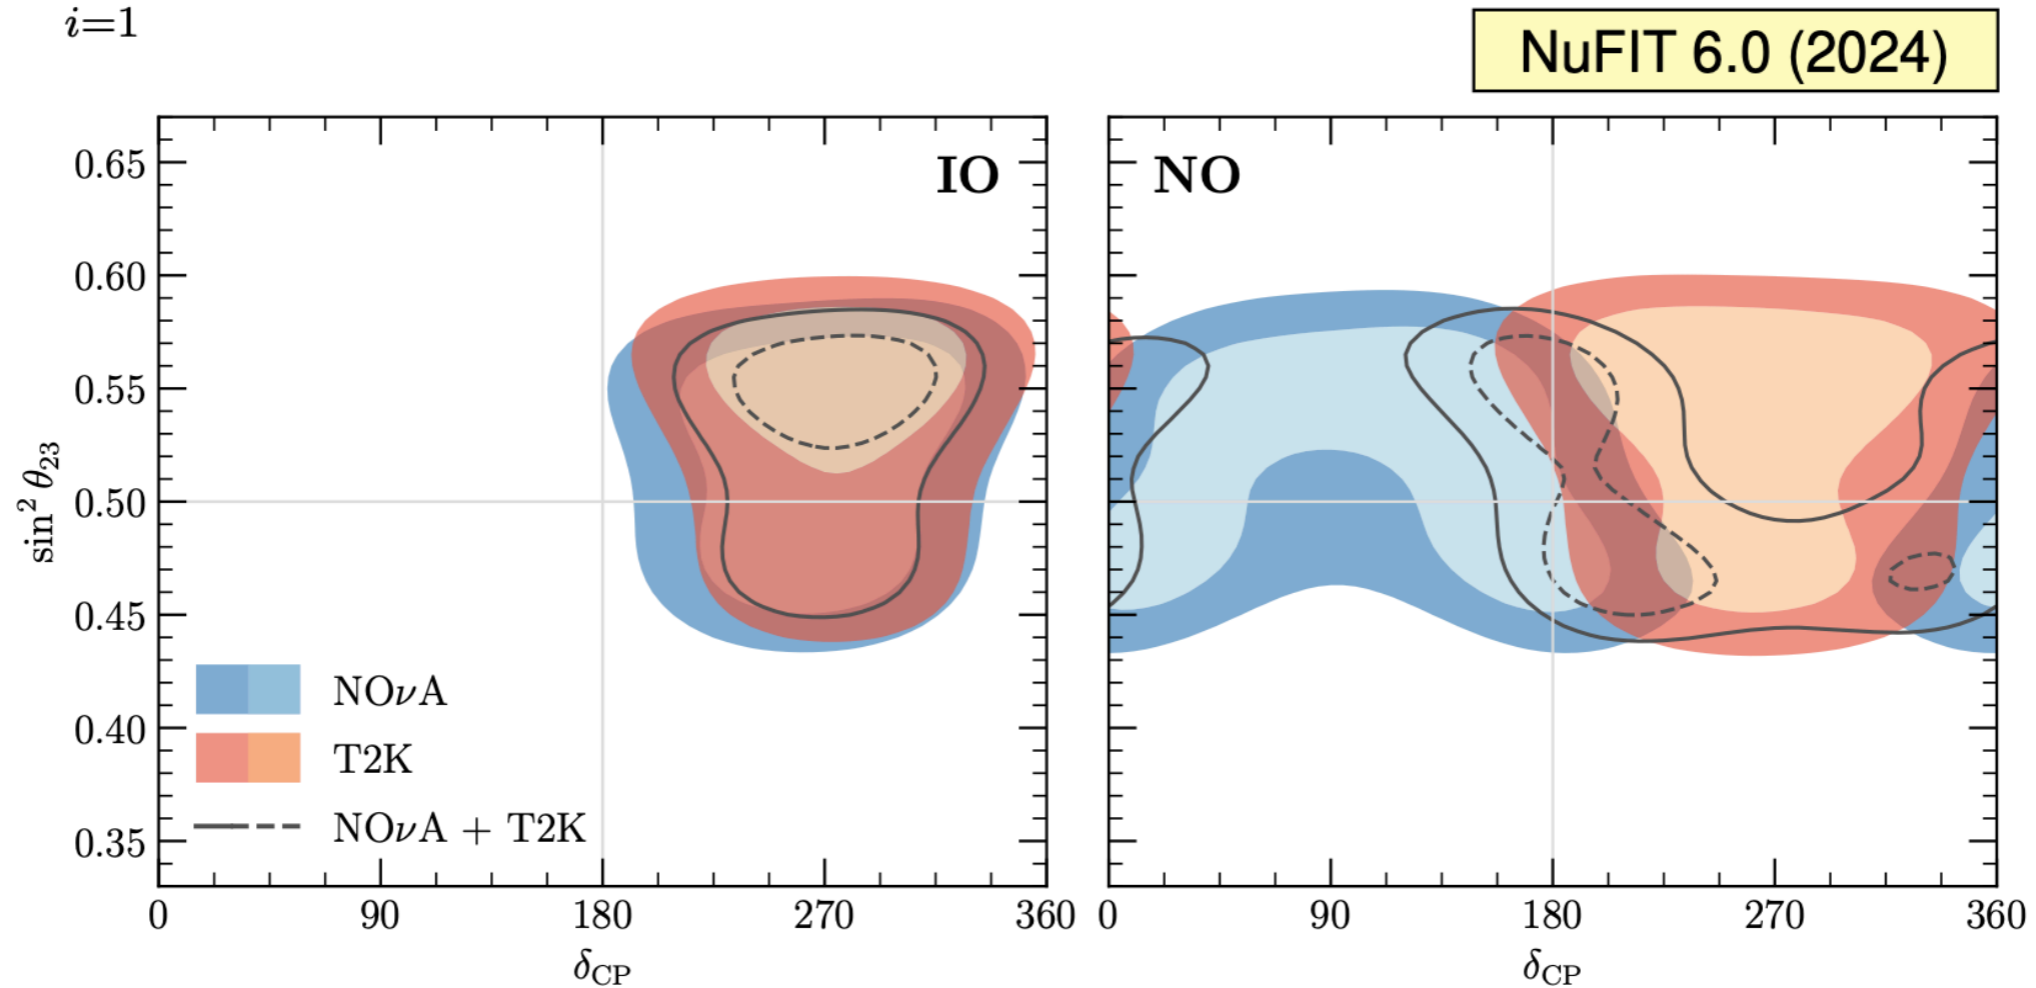 i=1
NuFIT 6.0 (2024)
IO
NO
0.65
0.60
0.55
0.50
0.45
0.40
0.35
sin² θ₂₃
NOνA
T2K
NOνA + T2K
0 90 180 270 360
0 90 180 270 360
δCP
δCP